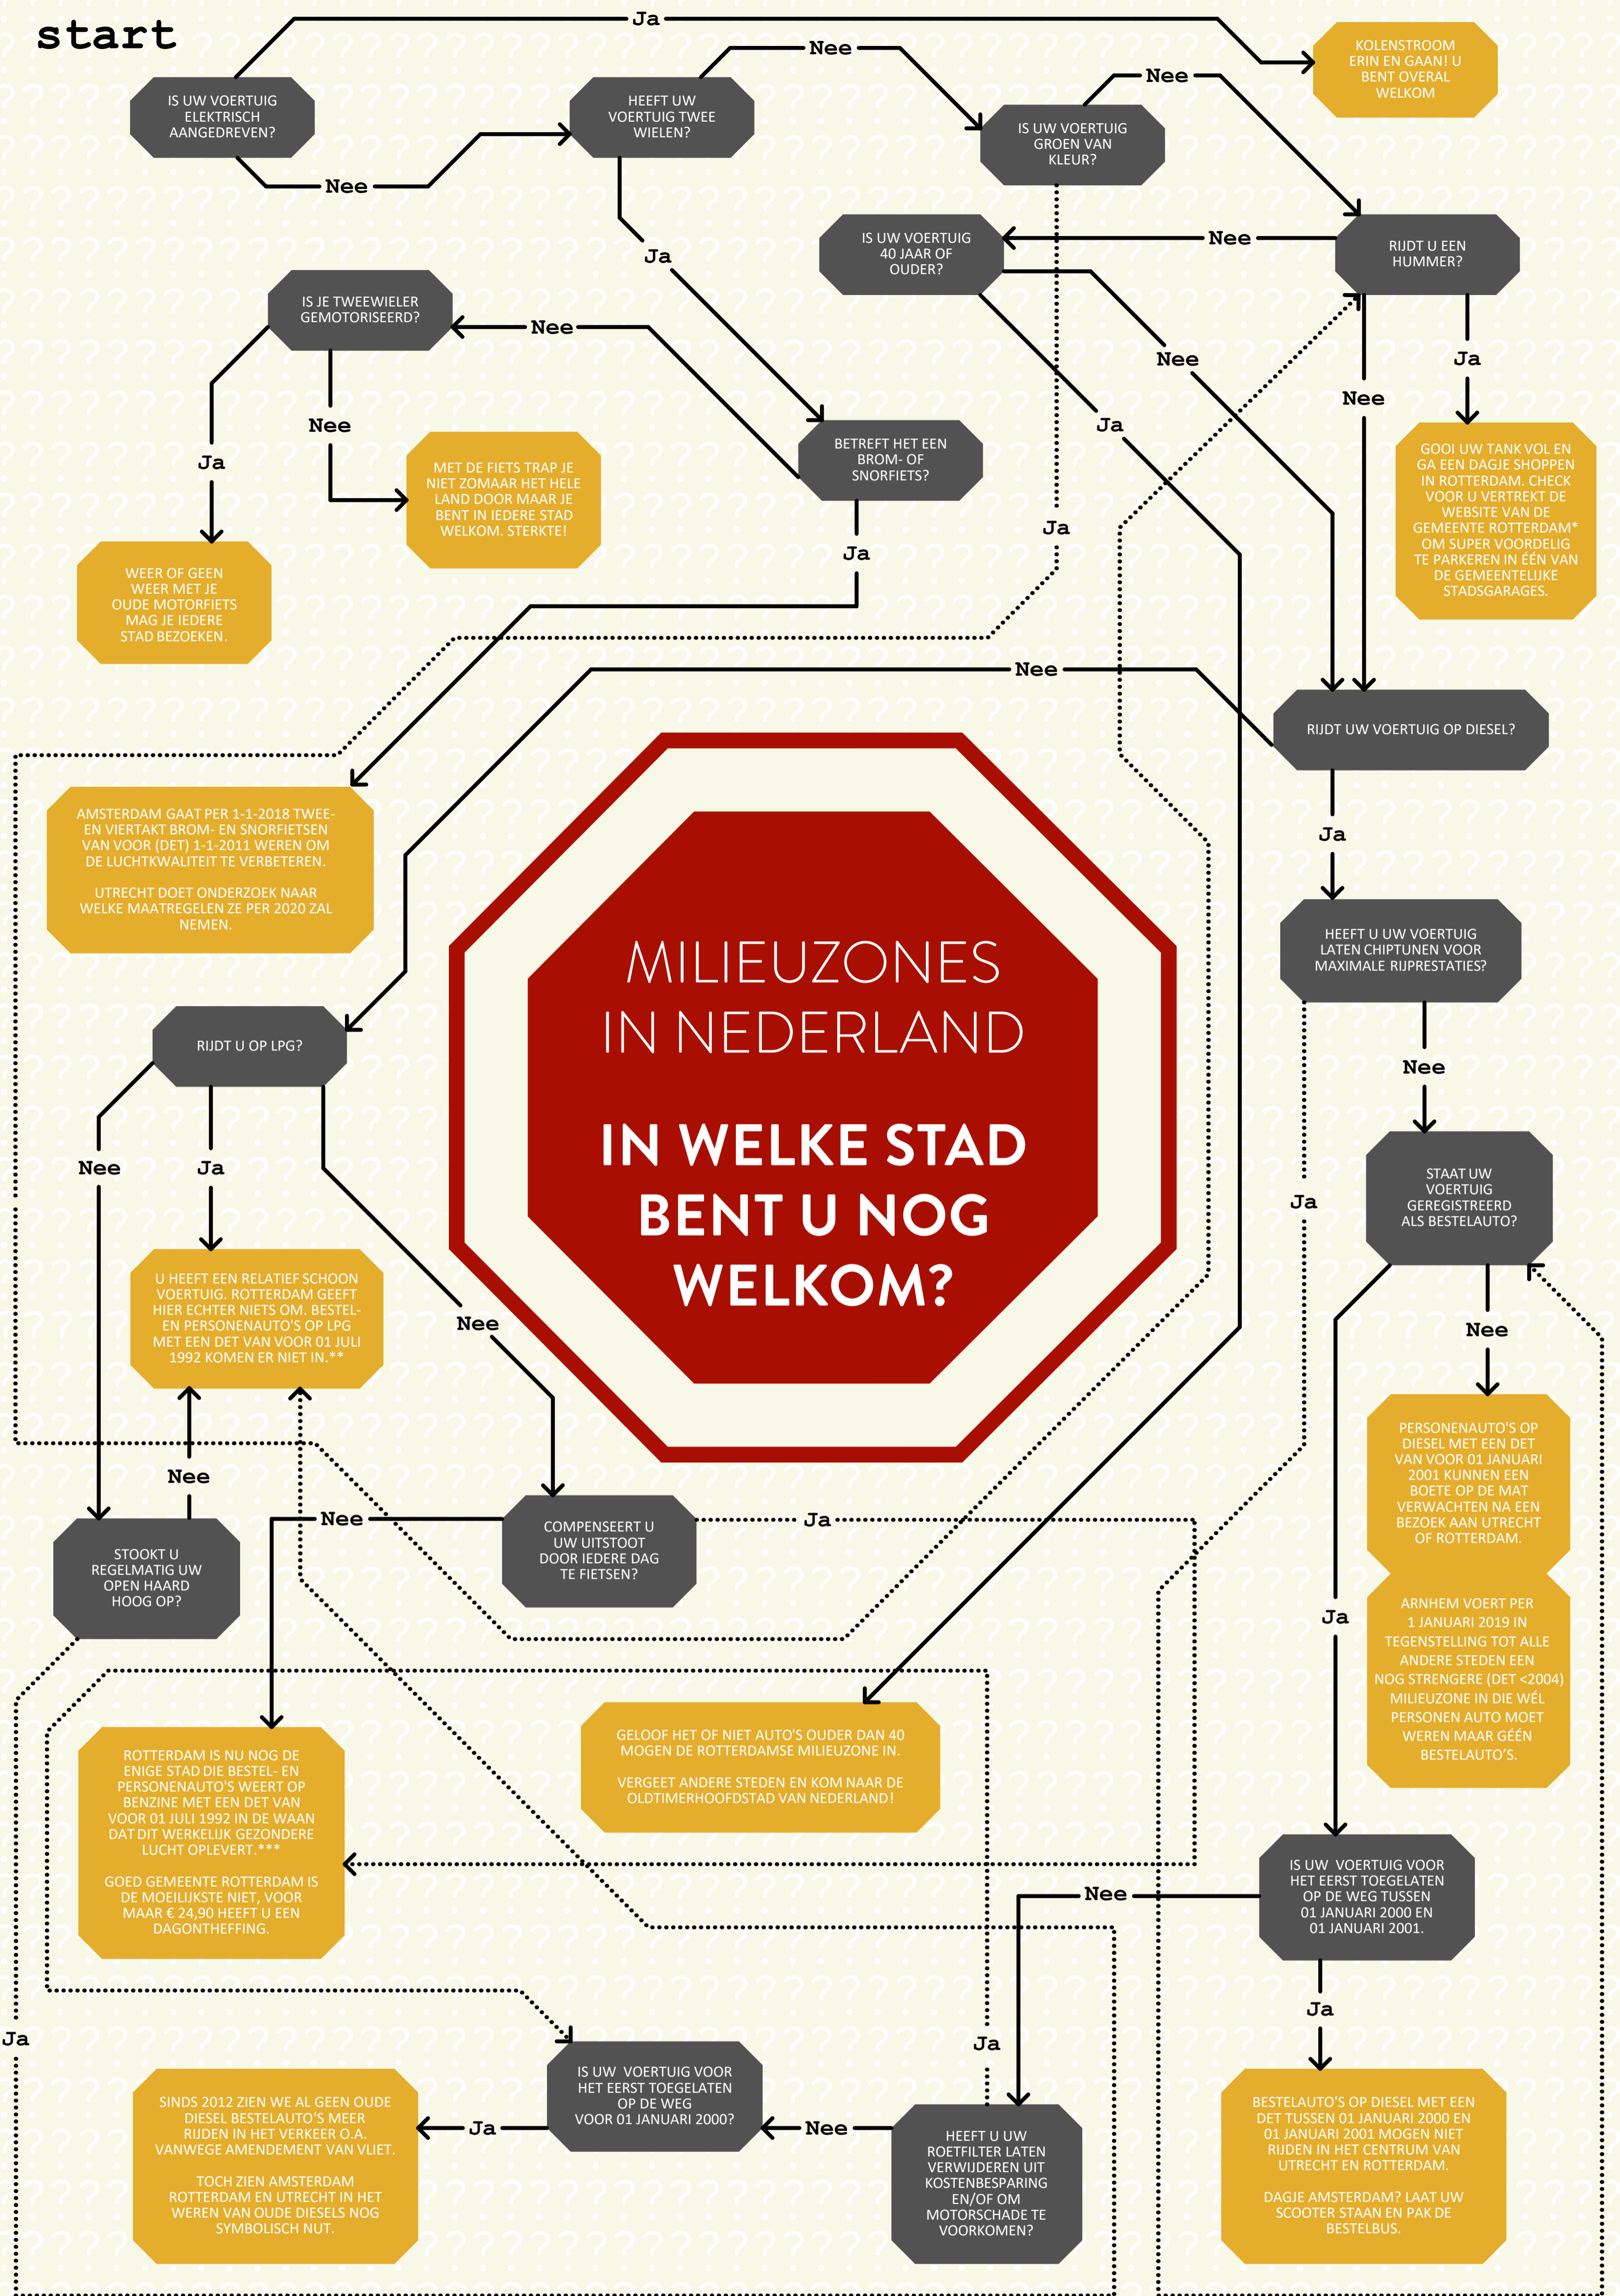 start
Ja
IS UW VOERTUIG
ELEKTRISCH
AANGEDREVEN?
Nee
HEEFT UW
VOERTUIG TWEE
WIELEN?
Nee
Ja
IS UW VOERTUIG
GROEN VAN
KLEUR?
Nee
Ja
KOLENSTROOM
ERIN EN GAAN! U
BENT OVERAL
WELKOM
RIJDT U EEN
HUMMER?
Nee
Nee
Ja
IS UW VOERTUIG
40 JAAR OF
OUDER?
Nee
Ja
IS JE TWEEWIELER
GEMOTORISEERD?
Nee
Nee
Ja
BETREFT HET EEN
BROM- OF
SNORFIETS?
Ja
MET DE FIETS TRAP JE
NIET ZOMAAR HET HELE
LAND DOOR MAAR JE
BENT IN IEDERE STAD
WELKOM. STERKTE!
WEER OF GEEN
WEER MET JE
OUDE MOTORFIETS
MAG JE IEDERE
STAD BEZOEKEN.
GOOI UW TANK VOL EN
GA EEN DAGJE SHOPPEN
IN ROTTERDAM. CHECK
VOOR U VERTREKT DE
WEBSITE VAN DE
GEMEENTE ROTTERDAM*
OM SUPER VOORDELIG
TE PARKEREN IN ÉÉN VAN
DE GEMEENTELIJKE
STADSGARAGES.
Nee
RIJDT UW VOERTUIG OP DIESEL?
Ja
AMSTERDAM GAAT PER 1-1-2018 TWEE-
EN VIERTAKT BROM- EN SNORFIETSEN
VAN VOOR (DET) 1-1-2011 WEREN OM
DE LUCHTKWALITEIT TE VERBETEREN.
UTRECHT DOET ONDERZOEK NAAR
WELKE MAATREGELEN ZE PER 2020 ZAL
NEMEN.
HEEFT U UW VOERTUIG
LATEN CHIPTUNEN VOOR
MAXIMALE RIJPRESTATIES?
Nee
Ja
MILIEUZONES
IN NEDERLAND
IN WELKE STAD
BENT U NOG
WELKOM?
RIJDT U OP LPG?
Nee
Ja
Nee
STAAT UW
VOERTUIG
GEREGISTREERD
ALS BESTELAUTO?
Nee
Ja
U HEEFT EEN RELATIEF SCHOON
VOERTUIG. ROTTERDAM GEEFT
HIER ECHTER NIETS OM. BESTEL-
EN PERSONENAUTO'S OP LPG
MET EEN DET VAN VOOR 01 JULI
1992 KOMEN ER NIET IN.**
PERSONENAUTO'S OP
DIESEL MET EEN DET
VAN VOOR 01 JANUARI
2001 KUNNEN EEN
BOETE OP DE MAT
VERWACHTEN NA EEN
BEZOEK AAN UTRECHT
OF ROTTERDAM.
ARNHEM VOERT PER
1 JANUARI 2019 IN
TEGENSTELLING TOT ALLE
ANDERE STEDEN EEN
NOG STRENGERE (DET <2004)
MILIEUZONE IN DIE WÉL
PERSONEN AUTO MOET
WEREN MAAR GÉÉN
BESTELAUTO'S.
Nee
STOOKT U
REGELMATIG UW
OPEN HAARD
HOOG OP?
Ja
Nee
COMPENSEERT U
UW UITSTOOT
DOOR IEDERE DAG
TE FIETSEN?
Ja
ROTTERDAM IS NU NOG DE
ENIGE STAD DIE BESTEL- EN
PERSONENAUTO'S WEERT OP
BENZINE MET EEN DET VAN
VOOR 01 JULI 1992 IN DE WAAN
DAT DIT WERKELIJK GEZONDERE
LUCHT OPLEVERT.***
GOED GEMEENTE ROTTERDAM IS
DE MOEILIJKSTE NIET, VOOR
MAAR € 24,90 HEEFT U EEN
DAGONTHEFFING.
GELOOF HET OF NIET AUTO'S OUDER DAN 40
MOGEN DE ROTTERDAMSE MILIEUZONE IN.
VERGEET ANDERE STEDEN EN KOM NAAR DE
OLDTIMERHOOFDSTAD VAN NEDERLAND!
IS UW VOERTUIG VOOR
HET EERST TOEGELATEN
OP DE WEG TUSSEN
01 JANUARI 2000 EN
01 JANUARI 2001.
Nee
Ja
IS UW VOERTUIG VOOR
HET EERST TOEGELATEN
OP DE WEG
VOOR 01 JANUARI 2000?
Ja
Nee
Ja
HEEFT U UW
ROETFILTER LATEN
VERWIJDEREN UIT
KOSTENBESPARING
EN/OF OM
MOTORSCHADE TE
VOORKOMEN?
SINDS 2012 ZIEN WE AL GEEN OUDE
DIESEL BESTELAUTO'S MEER
RIJDEN IN HET VERKEER O.A.
VANWEGE AMENDEMENT VAN VLIET.
TOCH ZIEN AMSTERDAM
ROTTERDAM EN UTRECHT IN HET
WEREN VAN OUDE DIESELS NOG
SYMBOLISCH NUT.
BESTELAUTO'S OP DIESEL MET EEN
DET TUSSEN 01 JANUARI 2000 EN
01 JANUARI 2001 MOGEN NIET
RIJDEN IN HET CENTRUM VAN
UTRECHT EN ROTTERDAM.
DAGJE AMSTERDAM? LAAT UW
SCOOTER STAAN EN PAK DE
BESTELBUS.